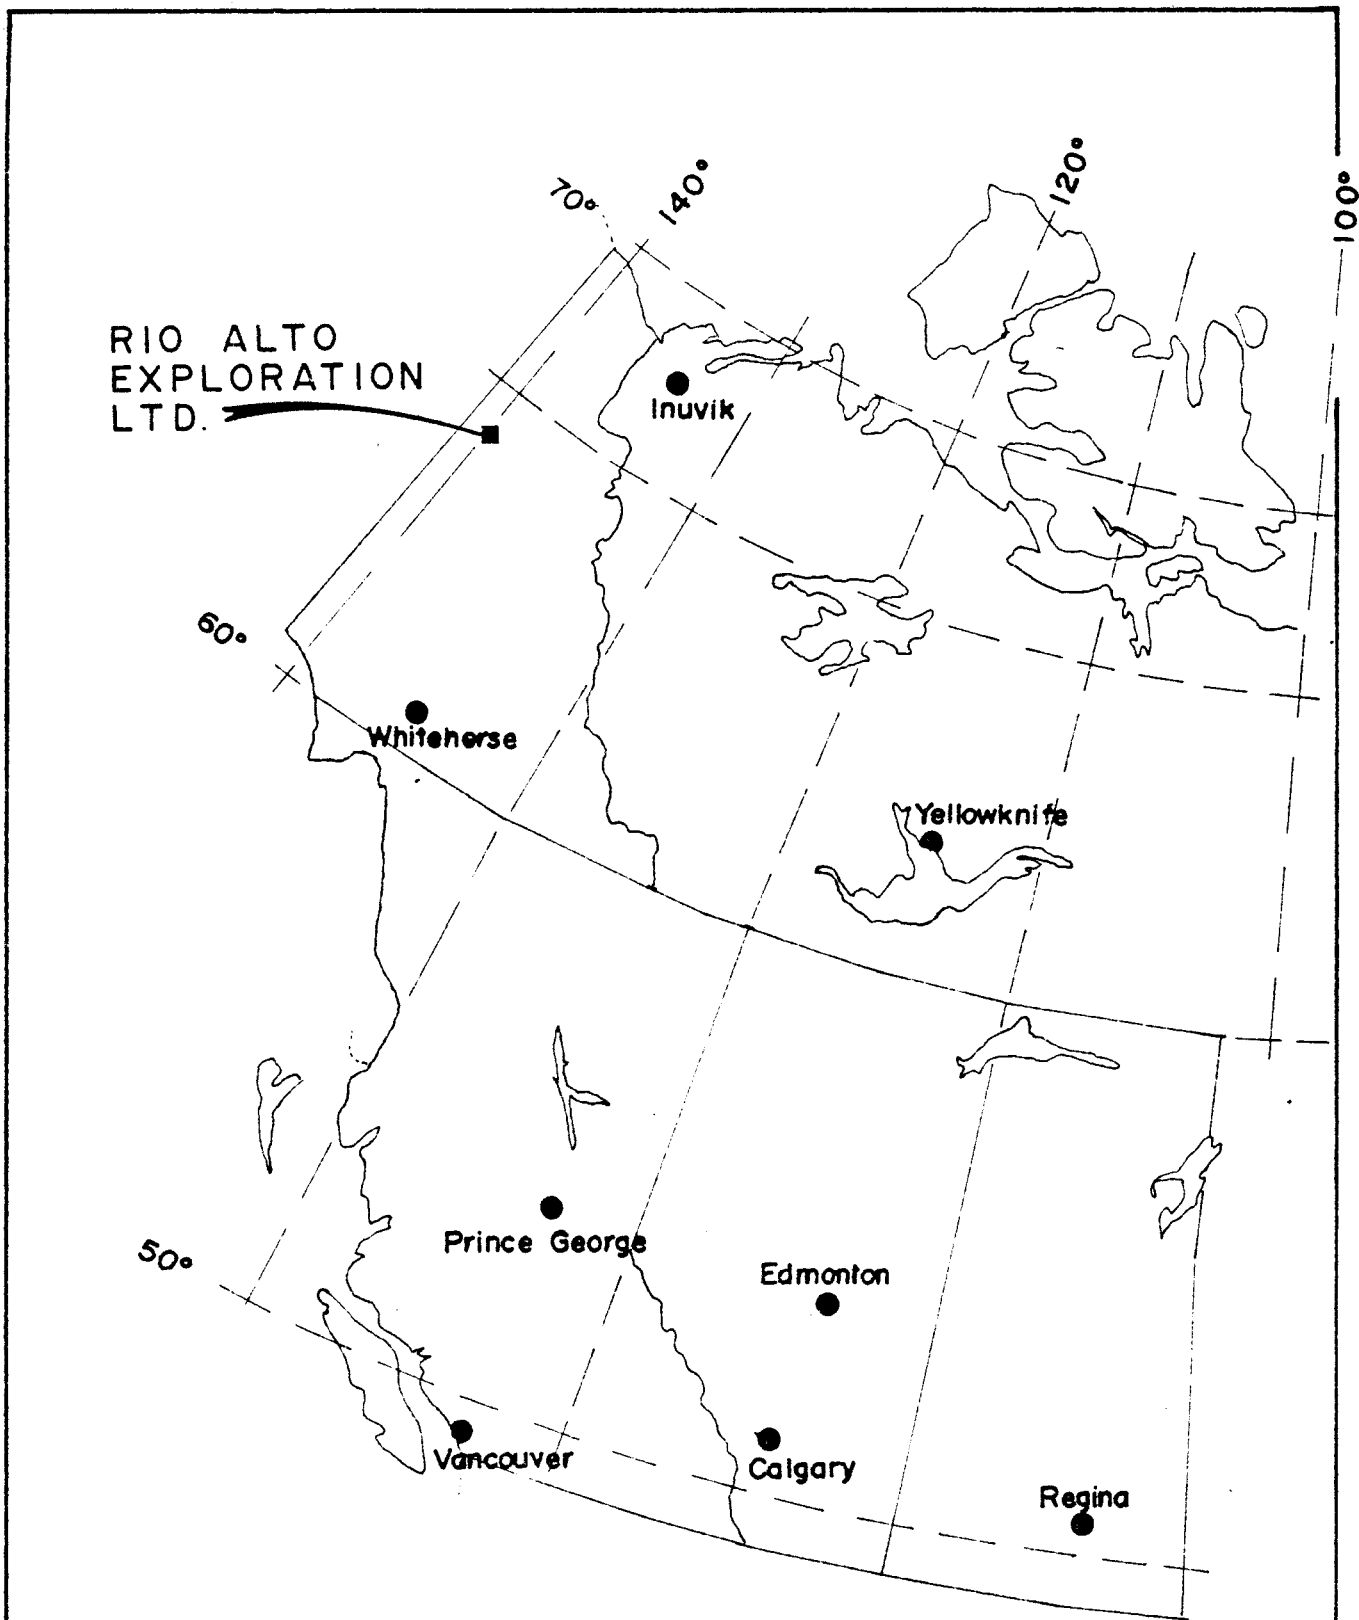 70°
140°
120°
100°
RIO ALTO
EXPLORATION
LTD.
Inuvik
60°
Whitehorse
Yellowknife
Prince George
50°
Edmonton
Vancouver
Calgary
Regina